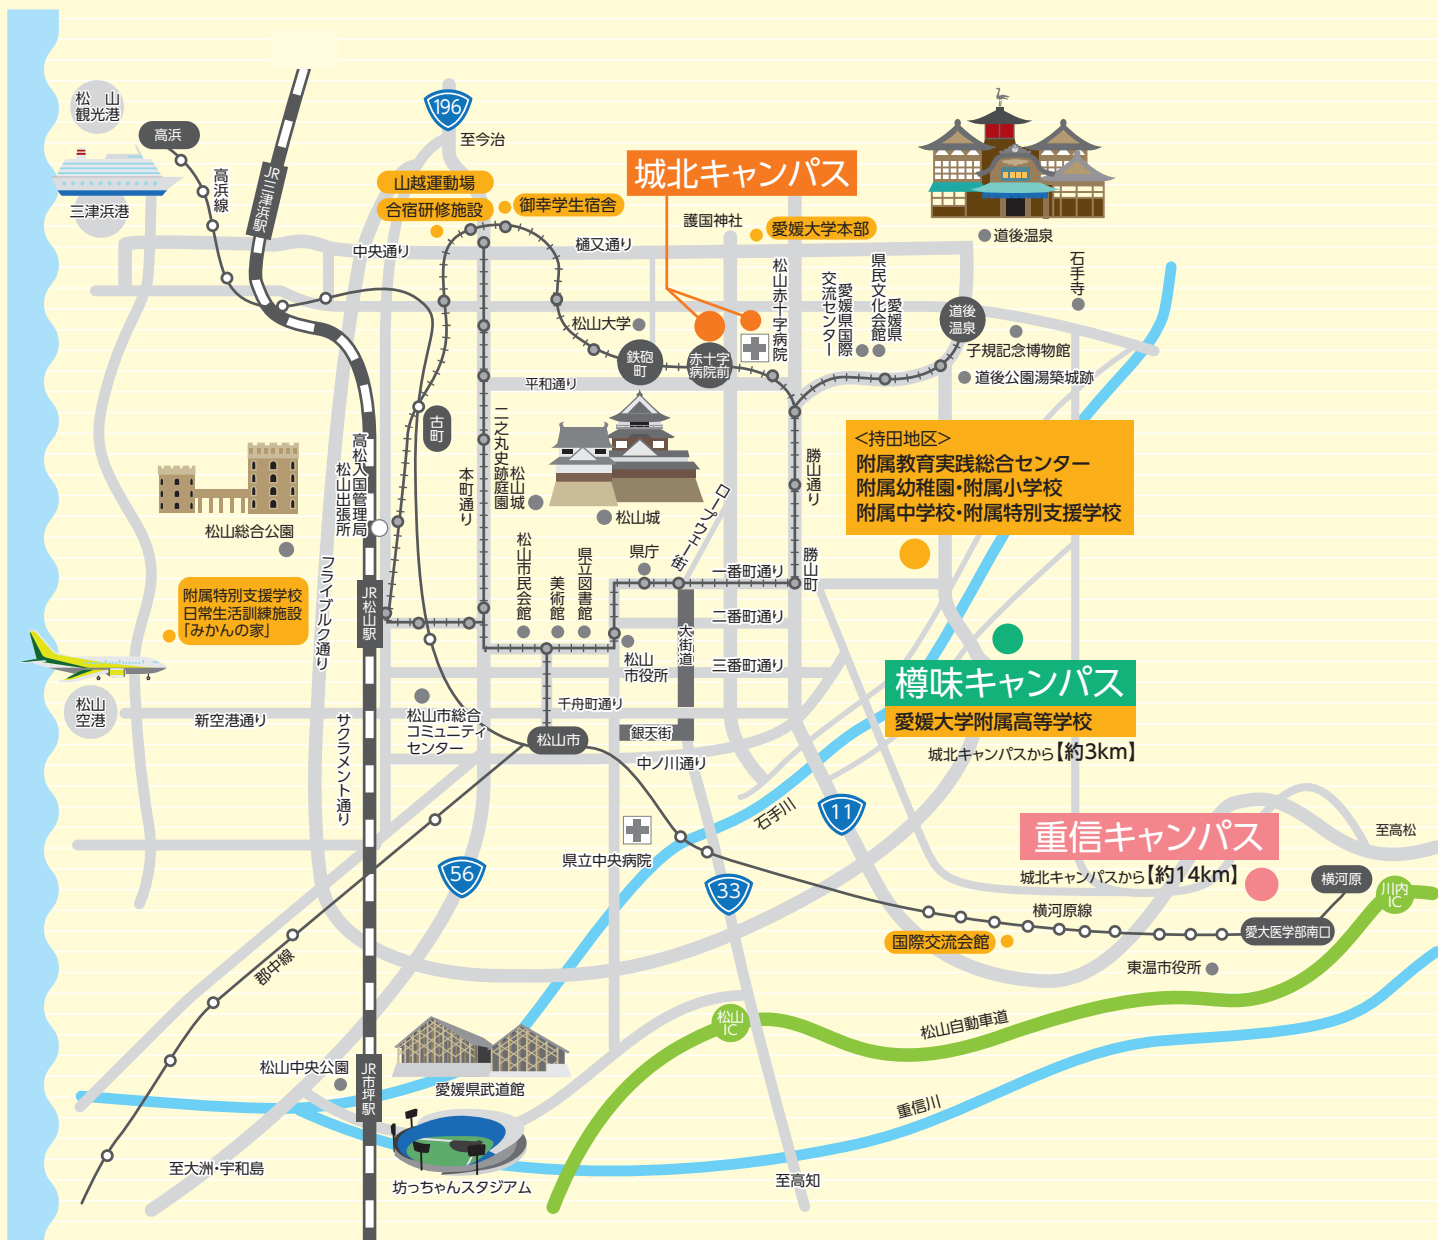 松山
観光港
高浜
高浜線
三津浜港
JR三津浜駅
196
至今治
山越運動場
合宿研修施設
御幸学生宿舎
城北キャンパス
護国神社
愛媛大学本部
道後温泉
石手寺
中央通り
樋又通り
松山大学
松山赤十字病院
愛媛県国際
交流センター
愛媛県
県民文化会館
道後
温泉
子規記念博物館
道後公園湯築城跡
鉄砲
町
赤十字
病院前
平和通り
古町
二之丸史跡庭園
松山城
松山城
本町通り
高松入国管理局
松山出張所
松山総合公園
ロープウェー街
勝山通り
勝山町
<持田地区>
附属教育実践総合センター
附属幼稚園・附属小学校
附属中学校・附属特別支援学校
附属特別支援学校
日常生活訓練施設
「みかんの家」
フライブルク通り
JR松山駅
松山市民会館
美術館
県立図書館
県庁
一番町通り
二番町通り
三番町通り
大街道
松山
市役所
千舟町通り
銀天街
中ノ川通り
松山
空港
新空港通り
サクラメント通り
松山市総合
コミュニティ
センター
松山市
樽味キャンパス
愛媛大学附属高等学校
城北キャンパスから【約3km】
石手川
11
重信キャンパス
城北キャンパスから【約14km】
至高松
県立中央病院
56
33
横河原
川内
IC
横河原線
愛大医学部南口
国際交流会館
東温市役所
郡中線
松山
IC
松山自動車道
松山中央公園
JR市坪駅
愛媛県武道館
重信川
至大洲・宇和島
坊っちゃんスタジアム
至高知